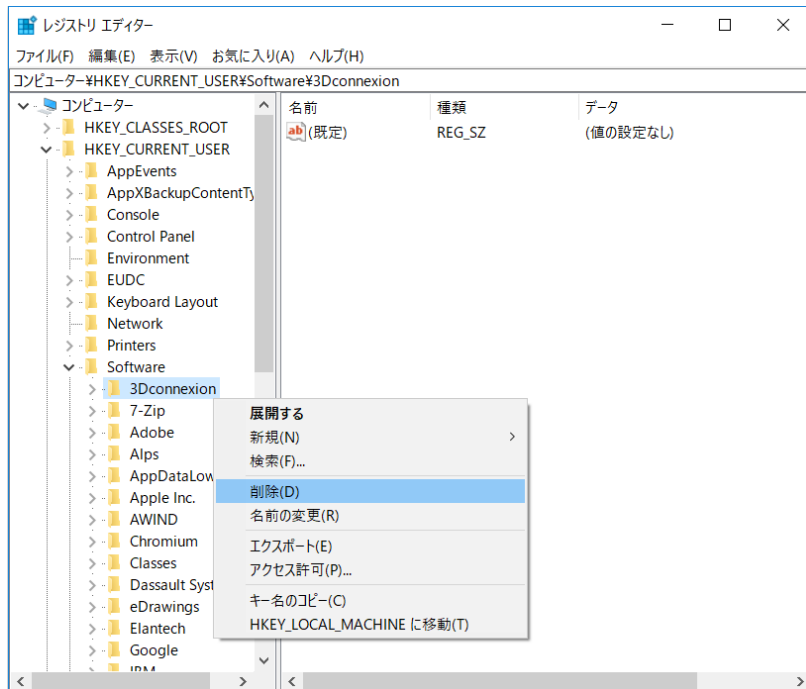 レジストリ エディター
ファイル(F) 編集(E) 表示(V) お気に入り(A) ヘルプ(H)
コンピューター¥HKEY_CURRENT_USER¥Software¥3Dconnexion
コンピューター
HKEY_CLASSES_ROOT
HKEY_CURRENT_USER
AppEvents
AppXBackupContentTy
Console
Control Panel
Environment
EUDC
Keyboard Layout
Network
Printers
Software
3Dconnexion
7-Zip
Adobe
Alps
AppDataLow
Apple Inc.
AWIND
Chromium
Classes
Dassault Syst
eDrawings
Elantech
Google
IBM
名前 種類 データ
ab (既定) REG_SZ (値の設定なし)
展開する
新規(N)
検索(F)...
削除(D)
名前の変更(R)
エクスポート(E)
アクセス許可(P)...
キー名のコピー(C)
HKEY_LOCAL_MACHINE に移動(T)